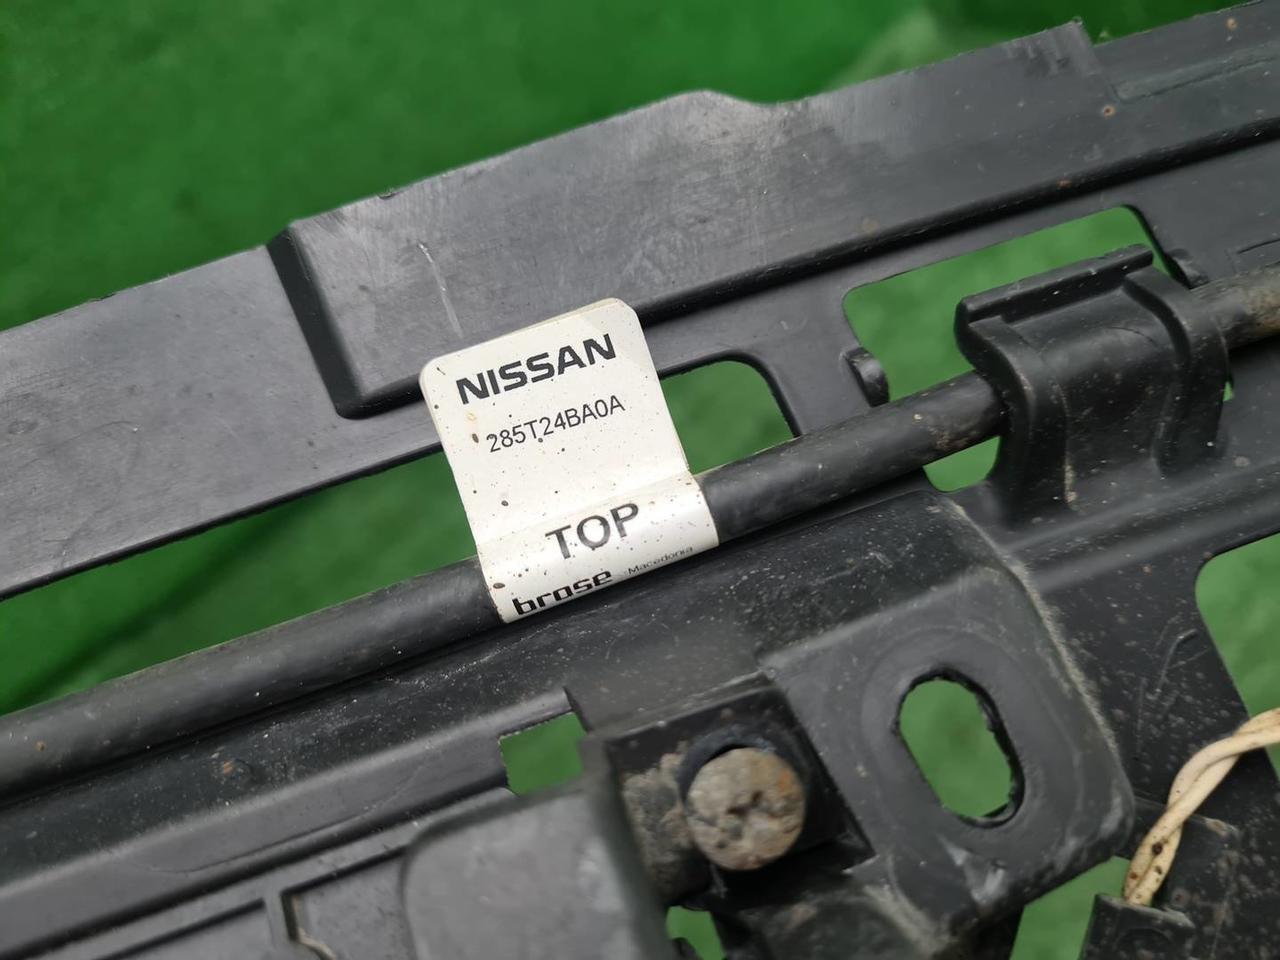 NISSAN
285T24BA0A
TOP
brose Macedonia